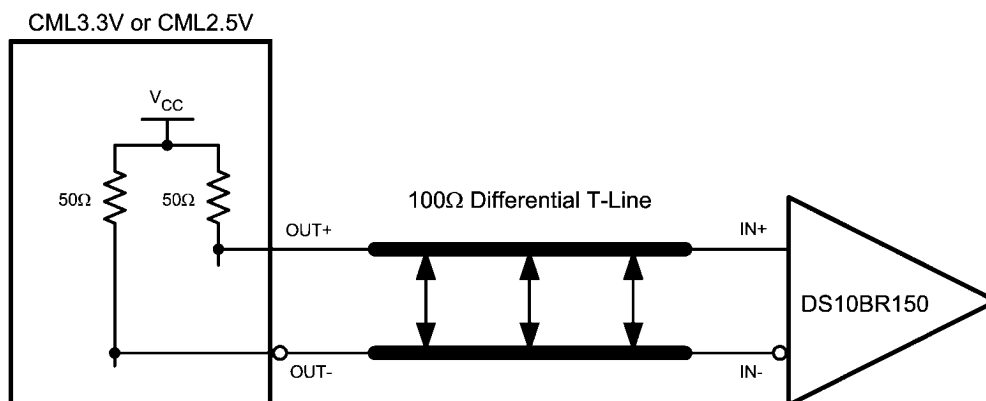 CML3.3V or CML2.5V
VCC
50Ω
50Ω
100Ω Differential T-Line
OUT+
IN+
DS10BR150
OUT-
IN-